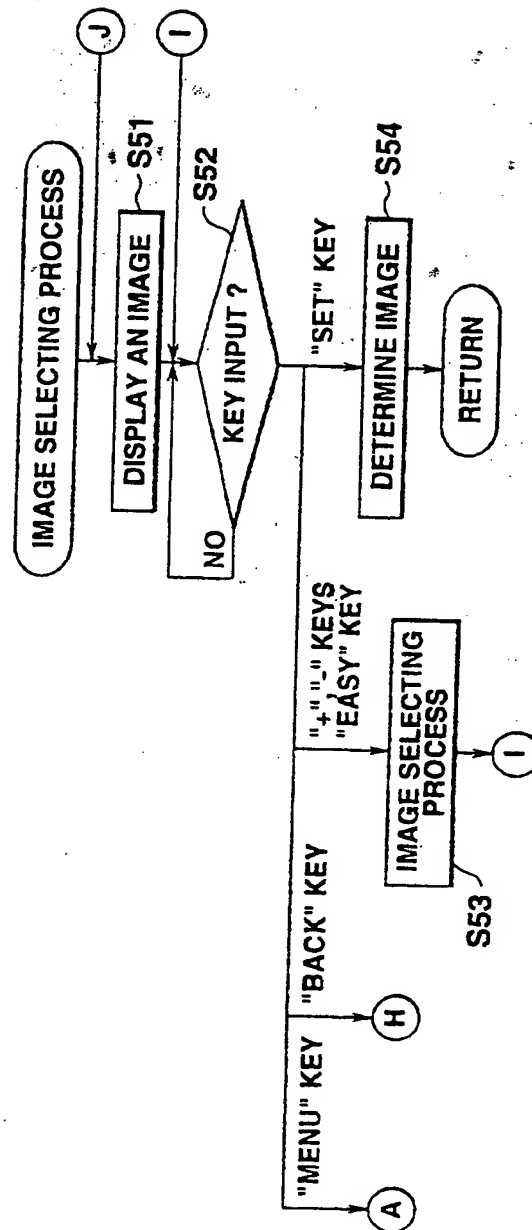 IMAGE SELECTING PROCESS
J
DISPLAY AN IMAGE
S51
I
S52
KEY INPUT ?
NO
"MENU" KEY
"BACK" KEY
"+" "-" KEYS
"EASY" KEY
"SET" KEY
A
H
IMAGE SELECTING
PROCESS
S53
I
DETERMINE IMAGE
S54
RETURN